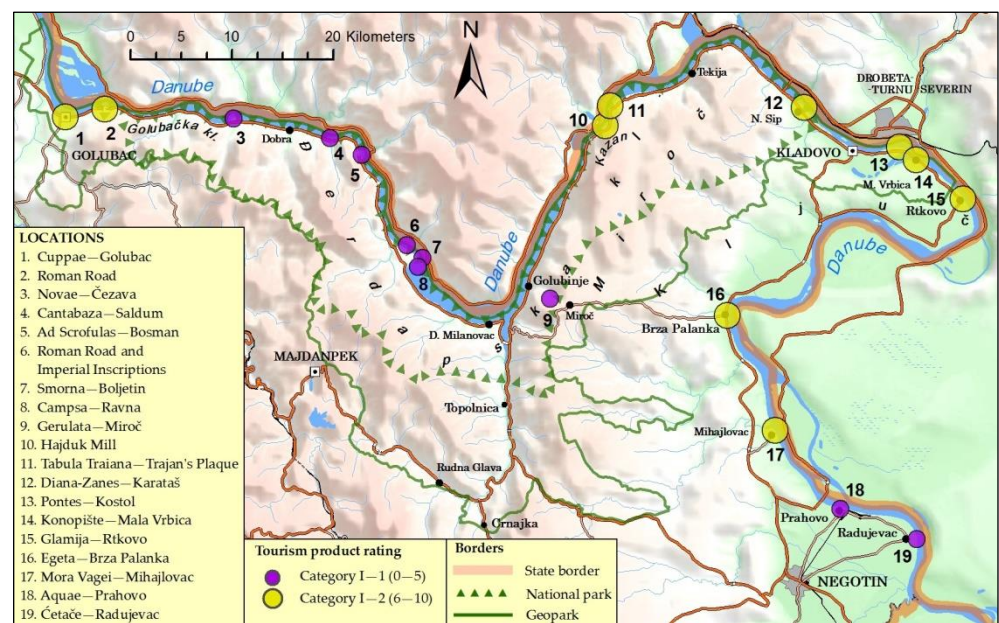 0 5 10 20 Kilometers
N
Danube
Tekija
DROBETA-
-TURNU SEVERIN
1
2
3
4
5
GOLUBAC
Golubačka kl.
Dobra
10
11
12
N. Sip
Kazan
KLADOVO
13
14
M. Vrbica
15
Rtkovo
Đerdap
Miroč
Ključ
6
7
8
Danube
Danube
Golubinje
9
Miroč
16
Brza Palanka
D. Milanovac
MAJDANPEK
Topolnica
Mihajlovac
17
Rudna Glava
Crnajka
18
Prahovo
Radujevac
19
NEGOTIN
LOCATIONS
1. Cuppae—Golubac
2. Roman Road
3. Novae—Čezava
4. Cantabaza—Saldum
5. Ad Scrofulas—Bosman
6. Roman Road and
Imperial Inscriptions
7. Smorna—Boljetin
8. Campsa—Ravna
9. Gerulata—Miroč
10. Hajduk Mill
11. Tabula Traiana—Trajan's Plaque
12. Diana-Zanes—Karataš
13. Pontes—Kostol
14. Konopište—Mala Vrbica
15. Glamija—Rtkovo
16. Egeta—Brza Palanka
17. Mora Vagei—Mihajlovac
18. Aquae—Prahovo
19. Ćetaće—Radujevac
Tourism product rating
Category I—1 (0—5)
Category I—2 (6—10)
Borders
State border
National park
Geopark